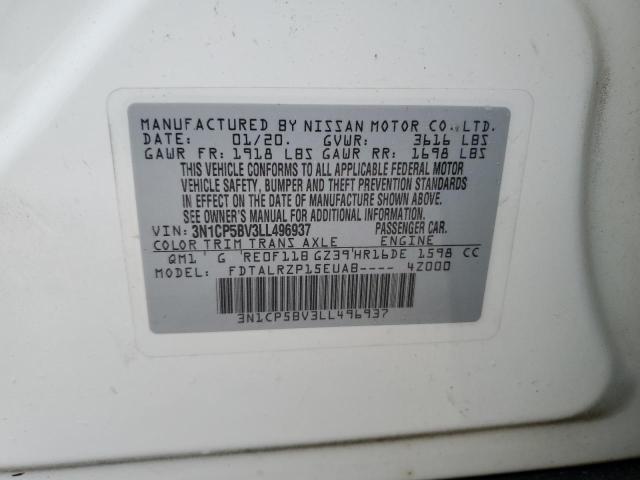 MANUFACTURED BY NISSAN MOTOR CO., LTD.
DATE: 01/20. GVWR: 3616 LBS
GAWR FR: 1918 LBS GAWR RR: 1698 LBS
THIS VEHICLE CONFORMS TO ALL APPLICABLE FEDERAL MOTOR
VEHICLE SAFETY, BUMPER AND THEFT PREVENTION STANDARDS
IN EFFECT ON THE DATE OF MANUFACTURE SHOWN ABOVE.
SEE OWNER'S MANUAL FOR ADDITIONAL INFORMATION.
VIN: 3N1CP5BV3LL496937 PASSENGER CAR.
COLOR TRIM TRANS AXLE ENGINE
QM1 ' G 'RE0F11B GZ39'HR16DE 1598 CC
MODEL: FDTALRZP15EUA8---- 4Z000
3N1CP5BV3LL496937